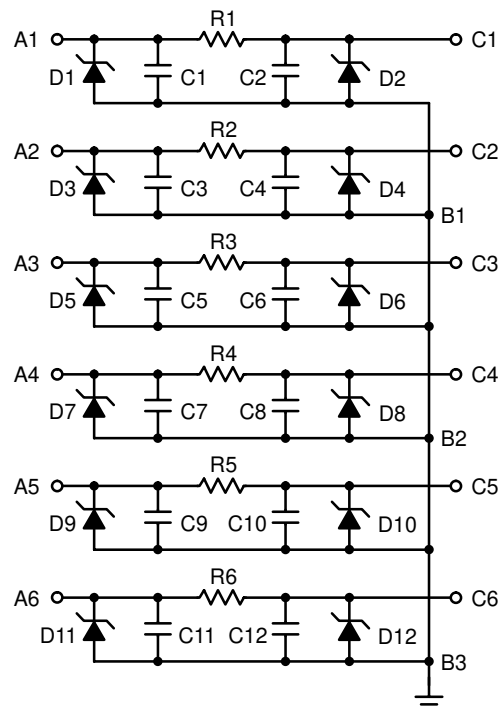 R1
A1 C1
D1 C1 C2 D2
R2
A2 C2
D3 C3 C4 D4
B1
R3
A3 C3
D5 C5 C6 D6
R4
A4 C4
D7 C7 C8 D8
B2
R5
A5 C5
D9 C9 C10 D10
R6
A6 C6
D11 C11 C12 D12
B3